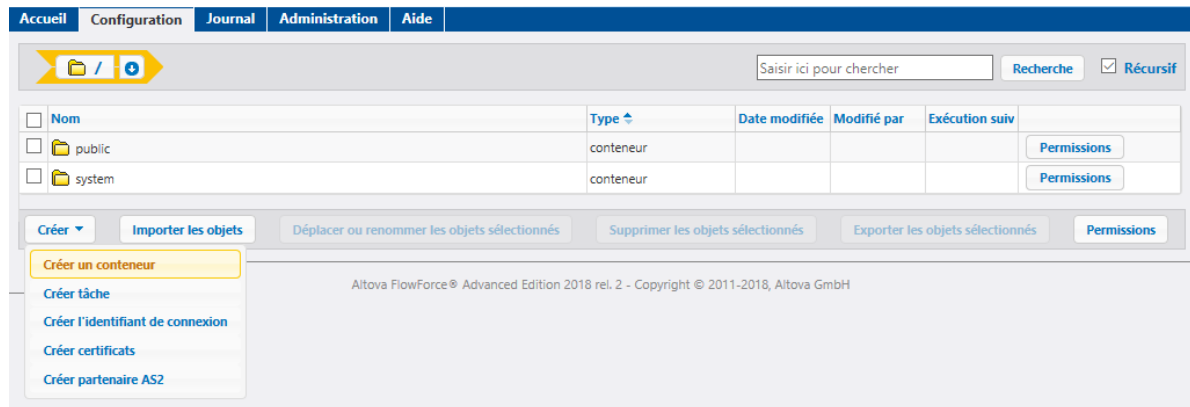 Accueil Configuration Journal Administration Aide
/ Saisir ici pour chercher Recherche Récursif
Nom Type Date modifiée Modifié par Exécution suiv
public conteneur Permissions
system conteneur Permissions
Créer Importer les objets Déplacer ou renommer les objets sélectionnés Supprimer les objets sélectionnés Exporter les objets sélectionnés Permissions
Créer un conteneur
Altova FlowForce® Advanced Edition 2018 rel. 2 - Copyright © 2011-2018, Altova GmbH
Créer tâche
Créer l'identifiant de connexion
Créer certificats
Créer partenaire AS2